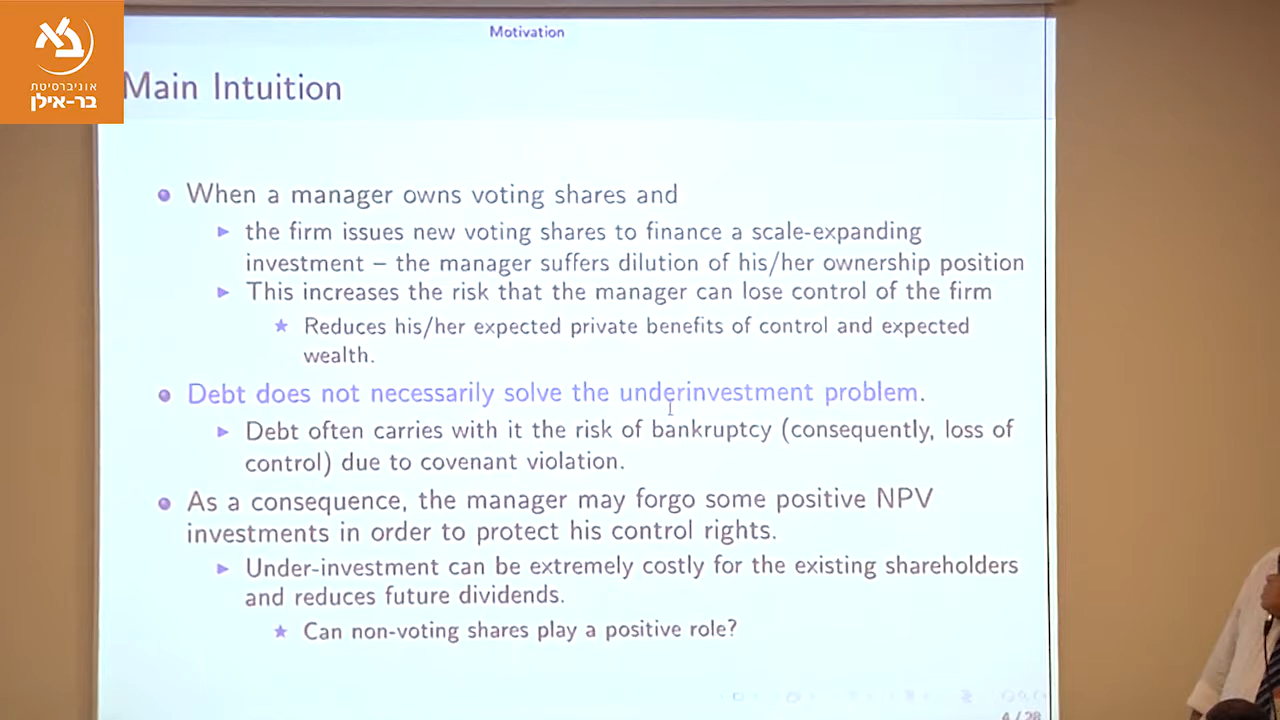 בא
אוניברסיטת
בר-אילן
Motivation
Main Intuition
When a manager owns voting shares and
the firm issues new voting shares to finance a scale-expanding
investment – the manager suffers dilution of his/her ownership position
This increases the risk that the manager can lose control of the firm
Reduces his/her expected private benefits of control and expected
wealth.
Debt does not necessarily solve the underinvestment problem.
Debt often carries with it the risk of bankruptcy (consequently, loss of
control) due to covenant violation.
As a consequence, the manager may forgo some positive NPV
investments in order to protect his control rights.
Under-investment can be extremely costly for the existing shareholders
and reduces future dividends.
Can non-voting shares play a positive role?
4 / 28